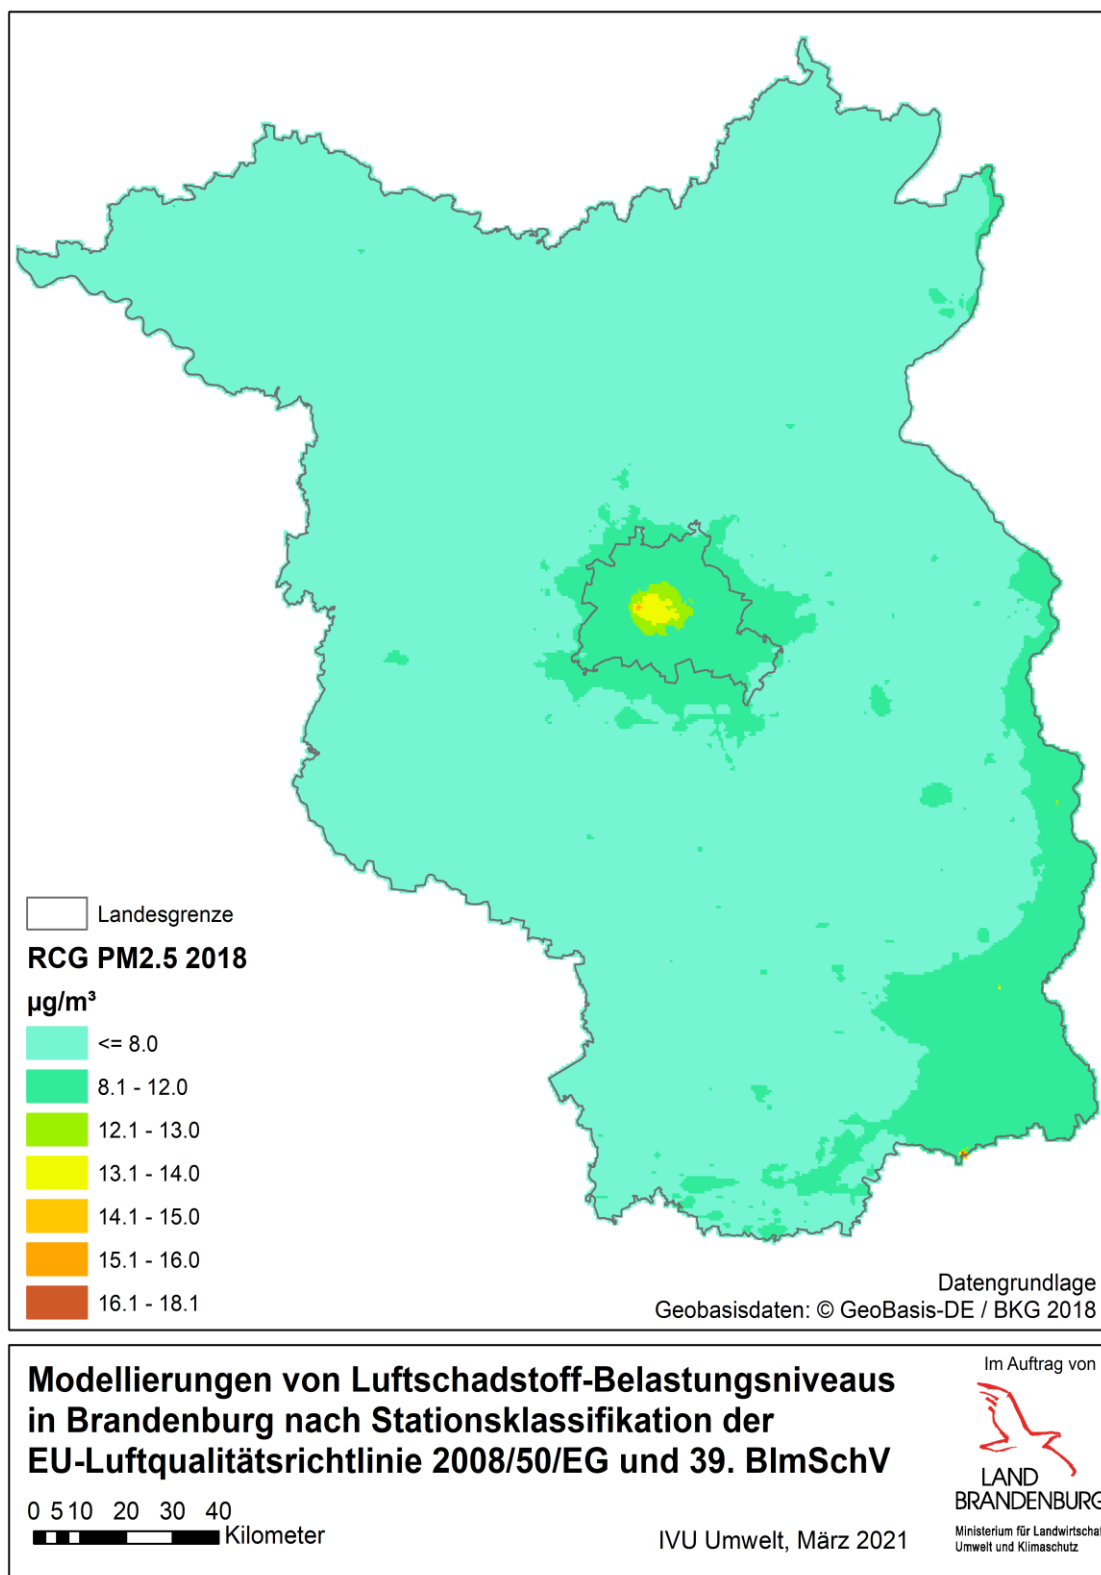 Landesgrenze
RCG PM2.5 2018
µg/m³
<= 8.0
8.1 - 12.0
12.1 - 13.0
13.1 - 14.0
14.1 - 15.0
15.1 - 16.0
16.1 - 18.1
Datengrundlage
Geobasisdaten: © GeoBasis-DE / BKG 2018
Modellierungen von Luftschadstoff-Belastungsniveaus
in Brandenburg nach Stationsklassifikation der
EU-Luftqualitätsrichtlinie 2008/50/EG und 39. BImSchV
0 5 10 20 30 40
Kilometer
IVU Umwelt, März 2021
Im Auftrag von
LAND
BRANDENBURG
Ministerium für Landwirtschaf
Umwelt und Klimaschutz